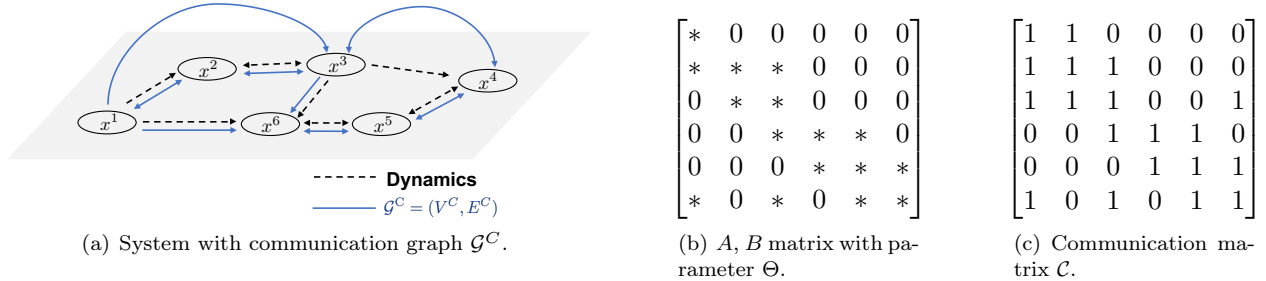 x^2
x^3
x^4
x^1
x^6
x^5
Dynamics
𝒢^C = (V^C, E^C)
(a) System with communication graph 𝒢^C.
* 0 0 0 0 0
* * * 0 0 0
0 * * 0 0 0
0 0 * * * 0
0 0 0 * * *
* 0 * 0 * *
(b) A, B matrix with pa-
rameter Θ.
1 1 0 0 0 0
1 1 1 0 0 0
1 1 1 0 0 1
0 0 1 1 1 0
0 0 0 1 1 1
1 0 1 0 1 1
(c) Communication ma-
trix 𝒞.